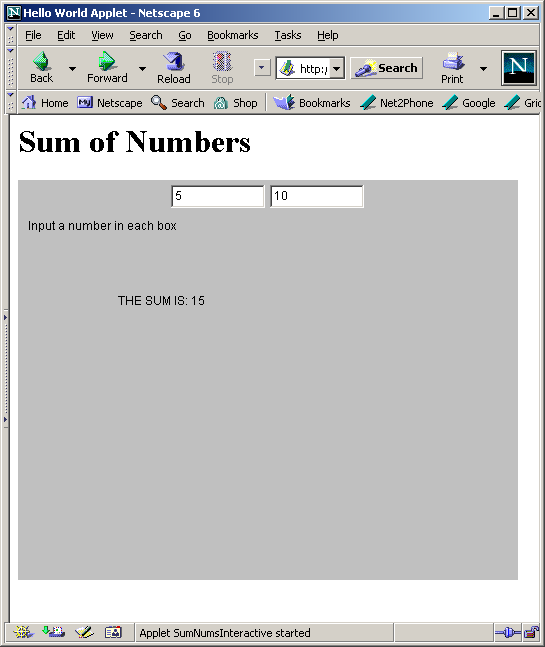 Hello World Applet - Netscape 6
File Edit View Search Go Bookmarks Tasks Help
Back Forward Reload Stop http:/ Search Print N
Home My Netscape Search Shop Bookmarks Net2Phone Google Grid
Sum of Numbers
5 10
Input a number in each box
THE SUM IS: 15
Applet SumNumsInteractive started